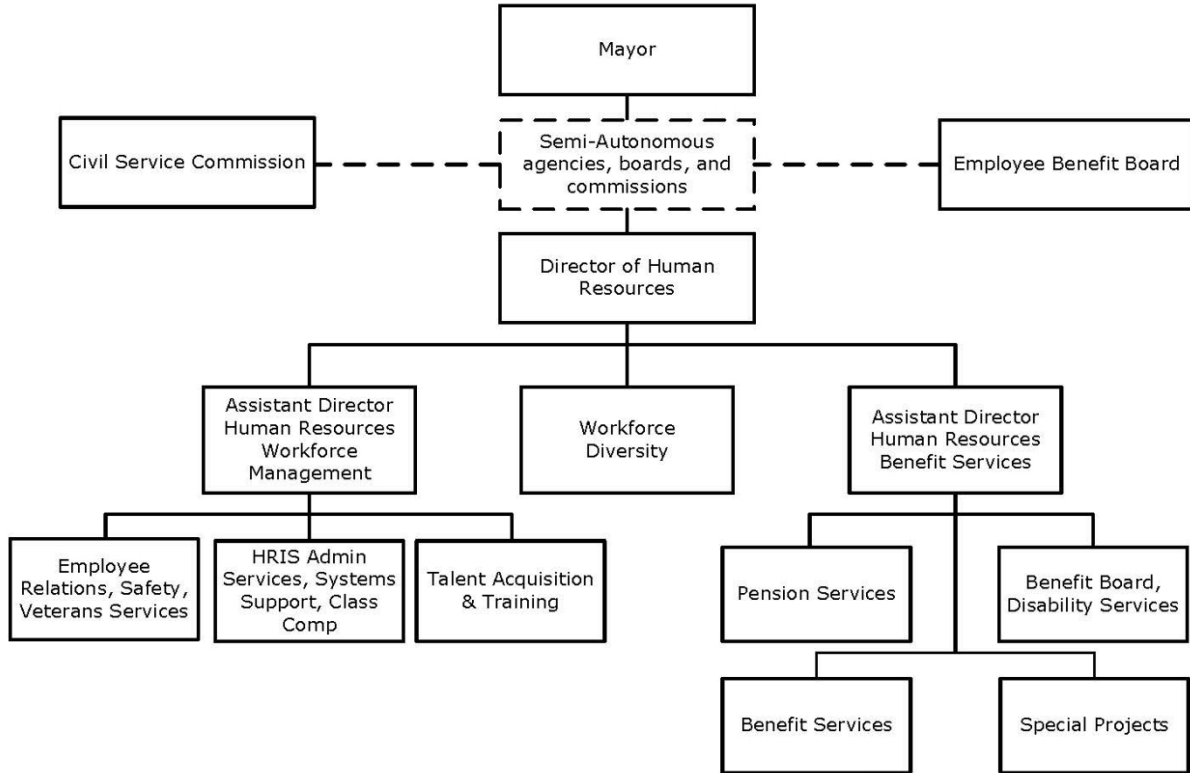 Mayor
Civil Service Commission
Semi-Autonomous
agencies, boards, and
commissions
Employee Benefit Board
Director of Human
Resources
Assistant Director
Human Resources
Workforce
Management
Workforce
Diversity
Assistant Director
Human Resources
Benefit Services
Employee
Relations, Safety,
Veterans Services
HRIS Admin
Services, Systems
Support, Class
Comp
Talent Acquisition
& Training
Pension Services
Benefit Board,
Disability Services
Benefit Services
Special Projects